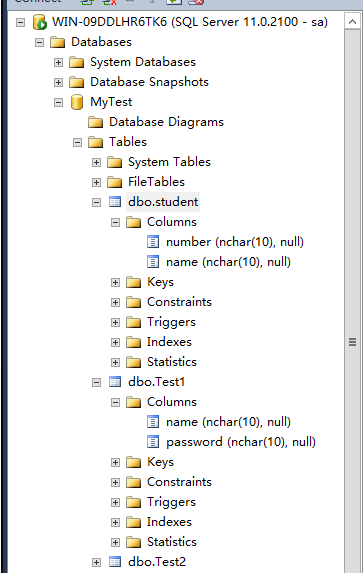 WIN-09DDLHR6TK6 (SQL Server 11.0.2100 - sa)
Databases
System Databases
Database Snapshots
MyTest
Database Diagrams
Tables
System Tables
FileTables
dbo.student
Columns
number (nchar(10), null)
name (nchar(10), null)
Keys
Constraints
Triggers
Indexes
Statistics
dbo.Test1
Columns
name (nchar(10), null)
password (nchar(10), null)
Keys
Constraints
Triggers
Indexes
Statistics
dbo.Test2